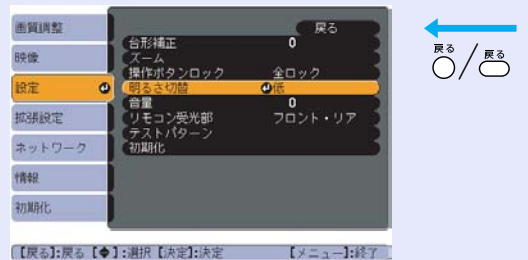 戻る
画質調整
映像
設定
拡張設定
ネットワーク
情報
初期化
台形補正 0
ズーム
操作ボタンロック 全ロック
明るさ切替 低
音量 0
リモコン受光部 フロント・リア
テストパターン
初期化
【戻る】:戻る 【◆】:選択 【決定】:決定 【メニュー】:終了
戻る / 戻る